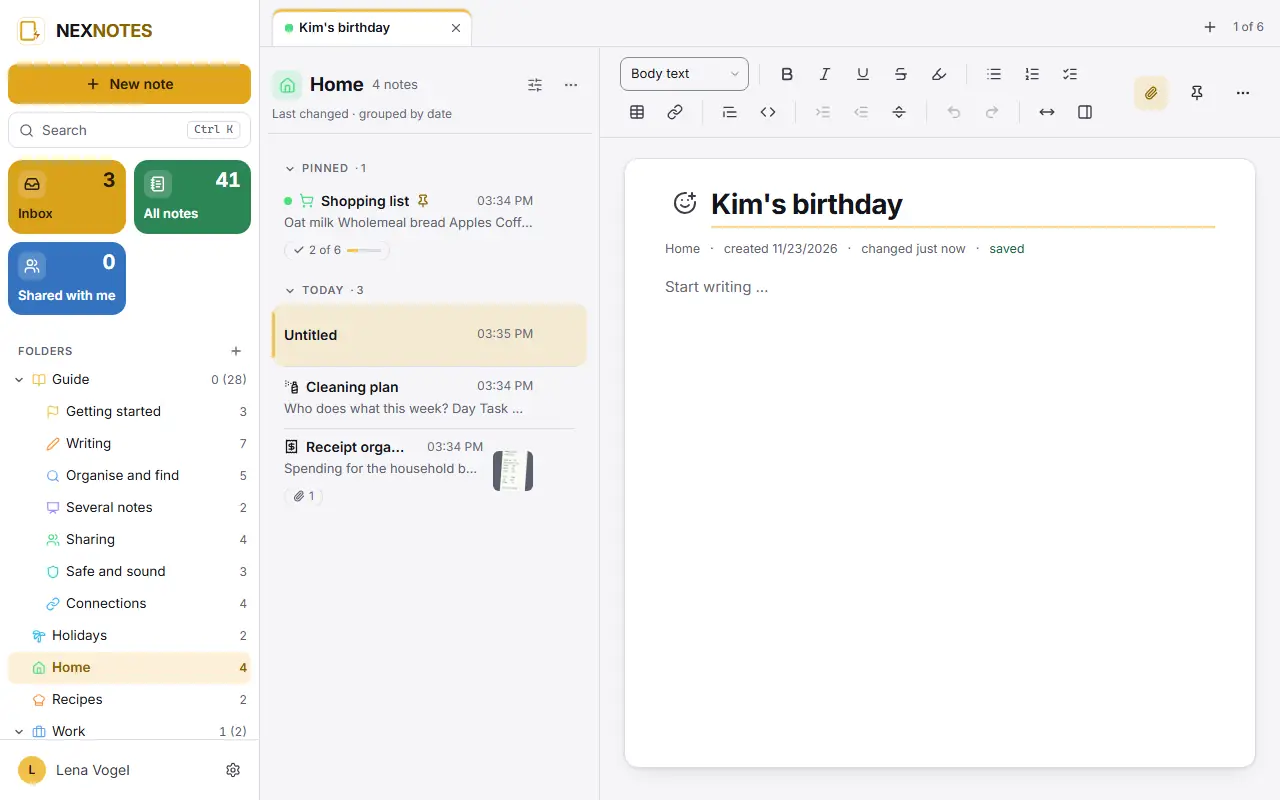 NEXNOTES
New note
Search Ctrl K
3
Inbox
41
All notes
0
Shared with me
FOLDERS
Guide 0 (28)
Getting started 3
Writing 7
Organise and find 5
Several notes 2
Sharing 4
Safe and sound 3
Connections 4
Holidays 2
Home 4
Recipes 2
Work 1 (2)
L Lena Vogel
Kim's birthday
1 of 6
Home 4 notes
Last changed · grouped by date
PINNED · 1
Shopping list 03:34 PM
Oat milk Wholemeal bread Apples Coff...
2 of 6
TODAY · 3
Untitled 03:35 PM
Cleaning plan 03:34 PM
Who does what this week? Day Task ...
Receipt orga... 03:34 PM
Spending for the household b...
1
Body text
Kim's birthday
Home · created 11/23/2026 · changed just now · saved
Start writing ...